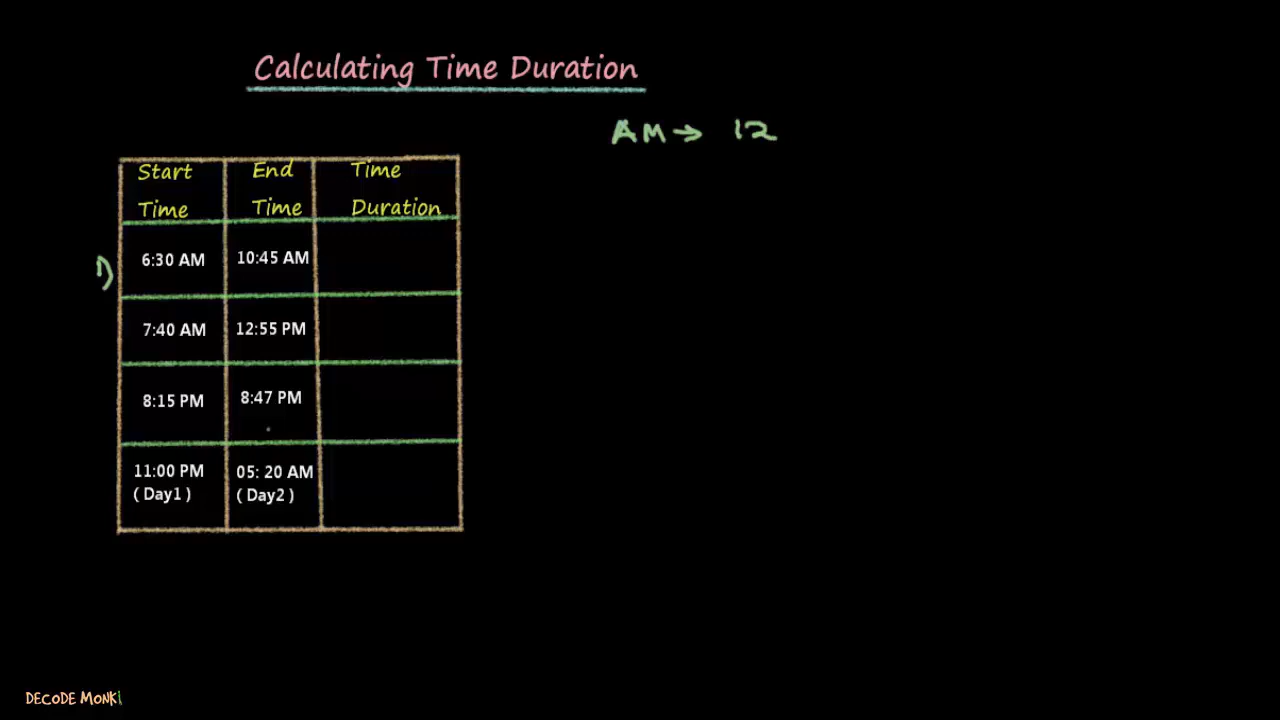 Calculating Time Duration
AM → 12
Start Time End Time Time Duration
1) 6:30 AM 10:45 AM
7:40 AM 12:55 PM
8:15 PM 8:47 PM
11:00 PM 05: 20 AM
( Day1 ) ( Day2 )
DECODE MONKI